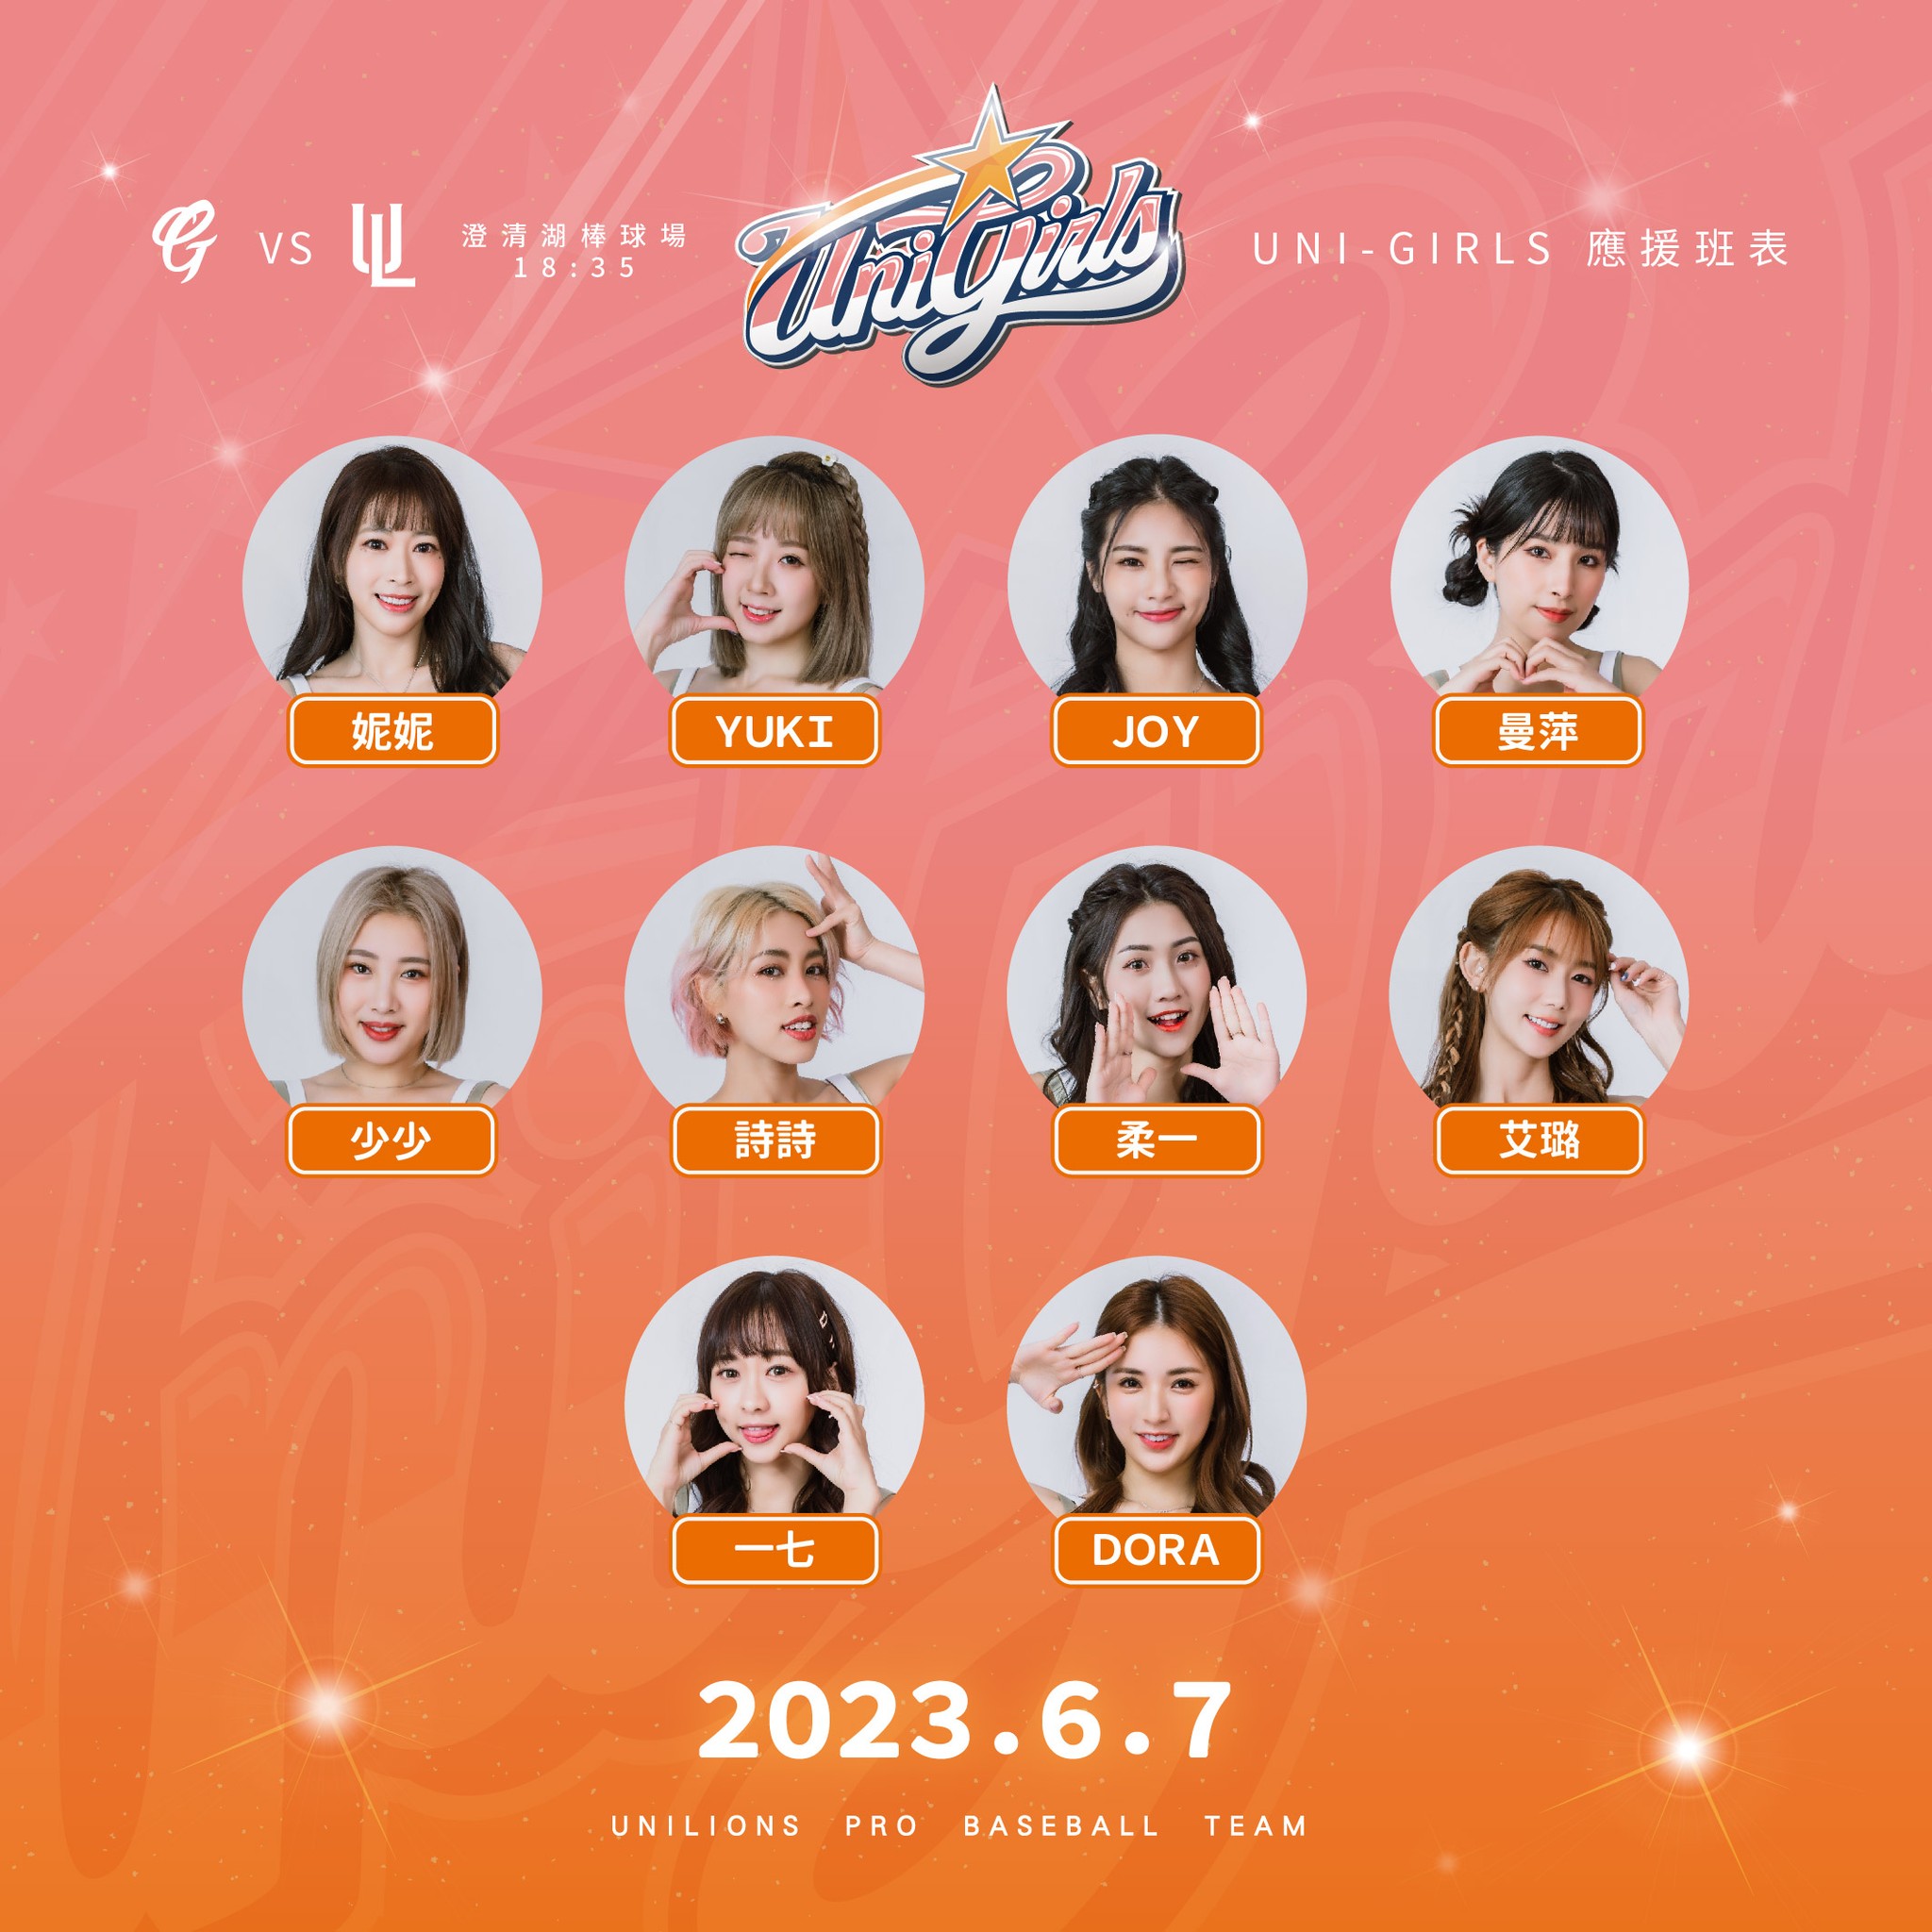 G VS UL
澄清湖棒球場
18:35
UniGirls
UNI-GIRLS 應援班表
妮妮
YUKI
JOY
曼萍
少少
詩詩
柔一
艾璐
一七
DORA
2023.6.7
UNILIONS PRO BASEBALL TEAM